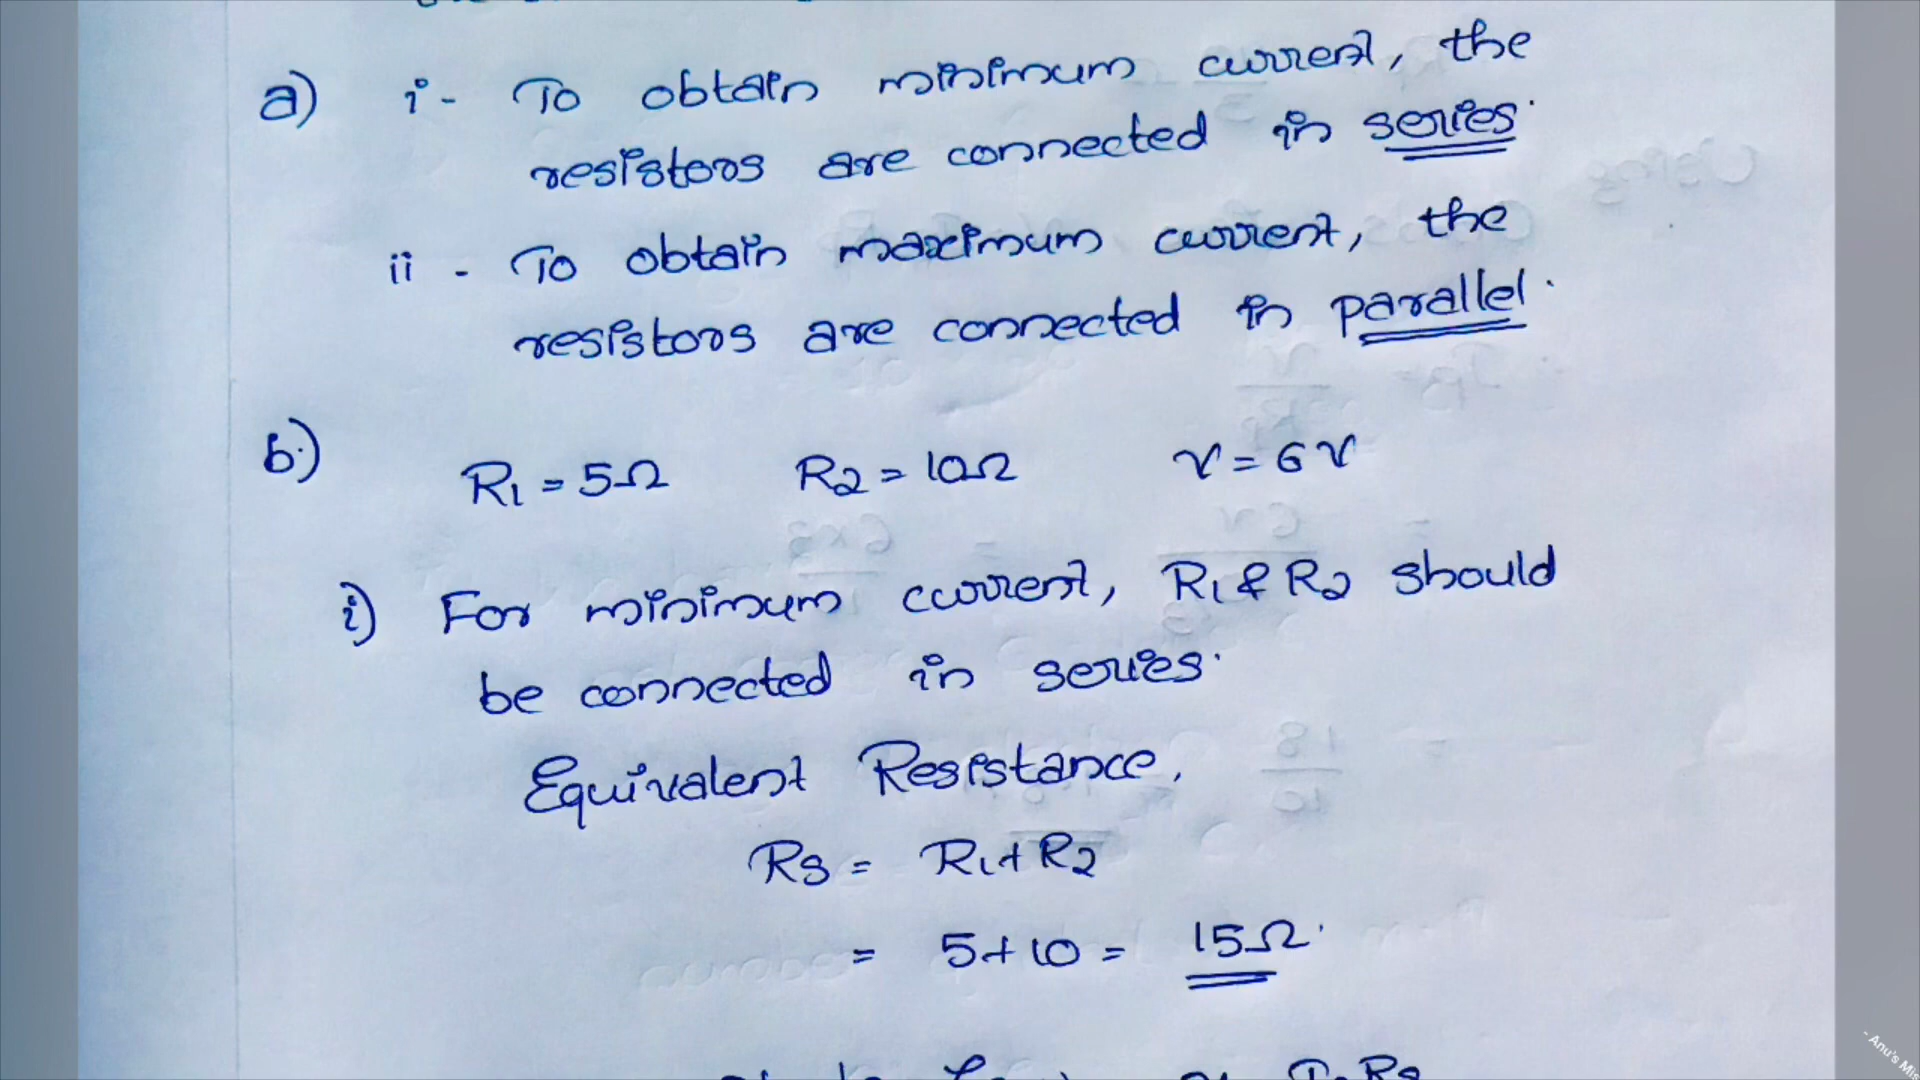 a) i - To obtain minimum current, the
resistors are connected in series.
ii - To obtain maximum current, the
resistors are connected in parallel.
b.) R1 = 5Ω R2 = 10Ω V = 6V
i) For minimum current, R1 & R2 should
be connected in series.
Equivalent Resistance,
RS = R1 + R2
= 5 + 10 = 15Ω.
- Anu's